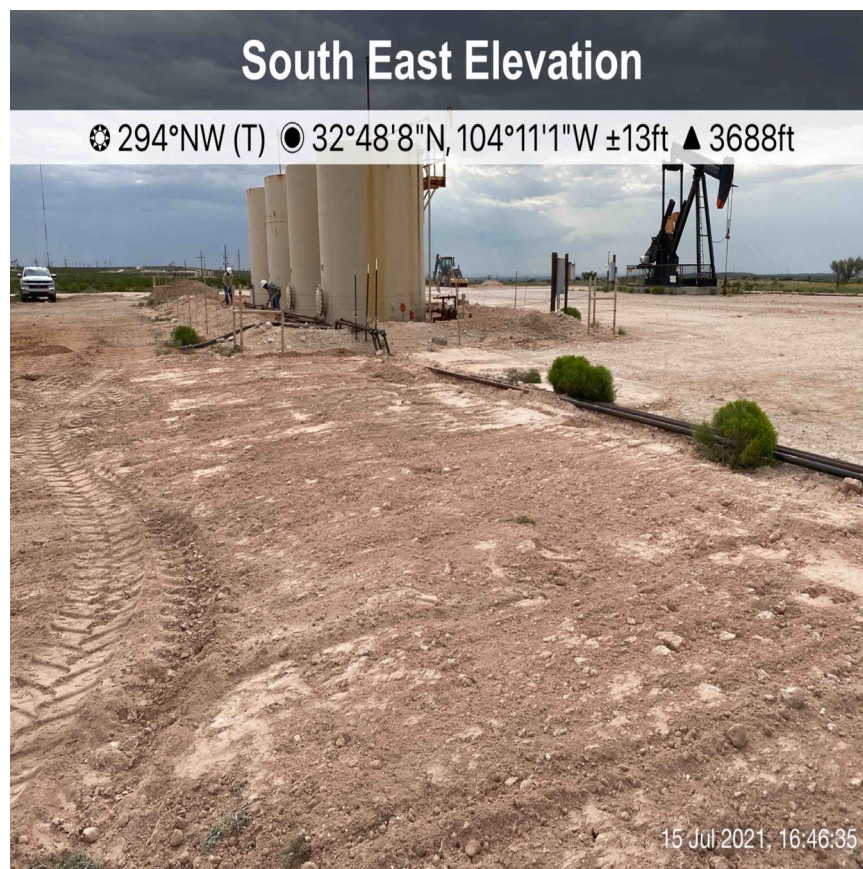 South East Elevation
294°NW (T) 32°48'8"N, 104°11'1"W ±13ft ▲ 3688ft
15 Jul 2021, 16:46:35